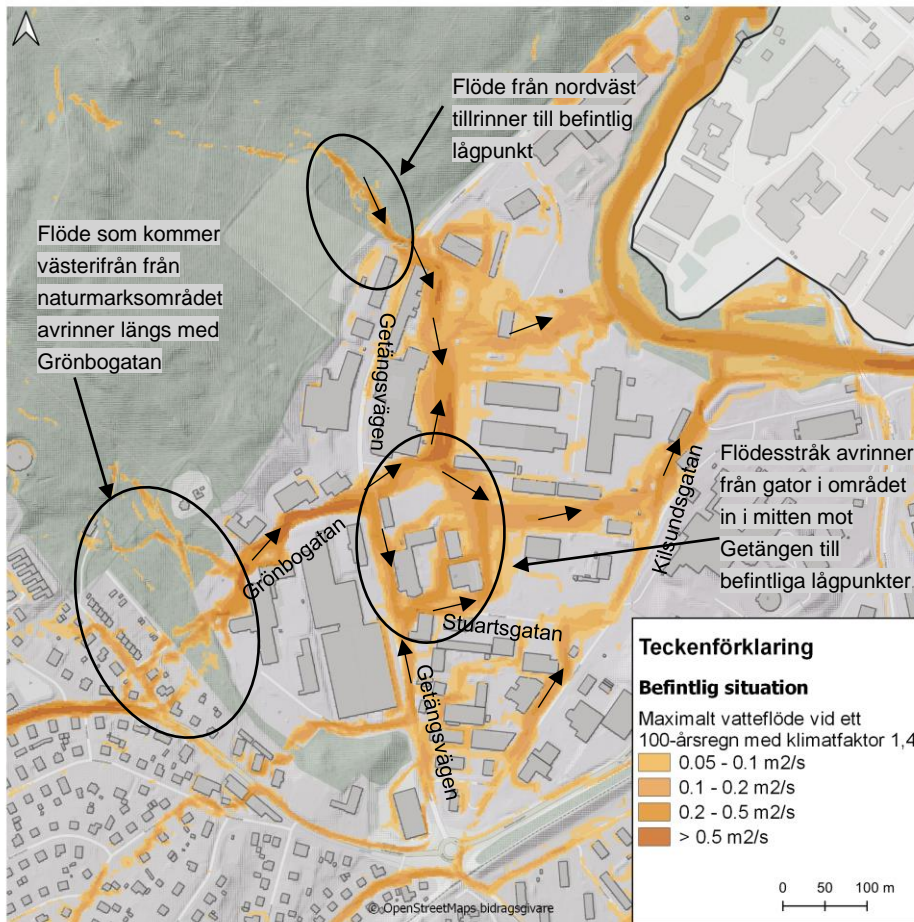 Flöde från nordväst
tillrinner till befintlig
lågpunkt
Flöde som kommer
västerifrån från
naturmarksområdet
avrinner längs med
Grönbogatan
Getängsvägen
Grönbogatan
Stuartsgatan
Getängsvägen
Kilsundsgatan
Flödesstråk avrinner
från gator i området
in i mitten mot
Getängen till
befintliga lågpunkter.
Teckenförklaring
Befintlig situation
Maximalt vatteflöde vid ett
100-årsregn med klimatfaktor 1,4
0.05 - 0.1 m2/s
0.1 - 0.2 m2/s
0.2 - 0.5 m2/s
> 0.5 m2/s
0 50 100 m
© OpenStreetMaps bidragsgivare